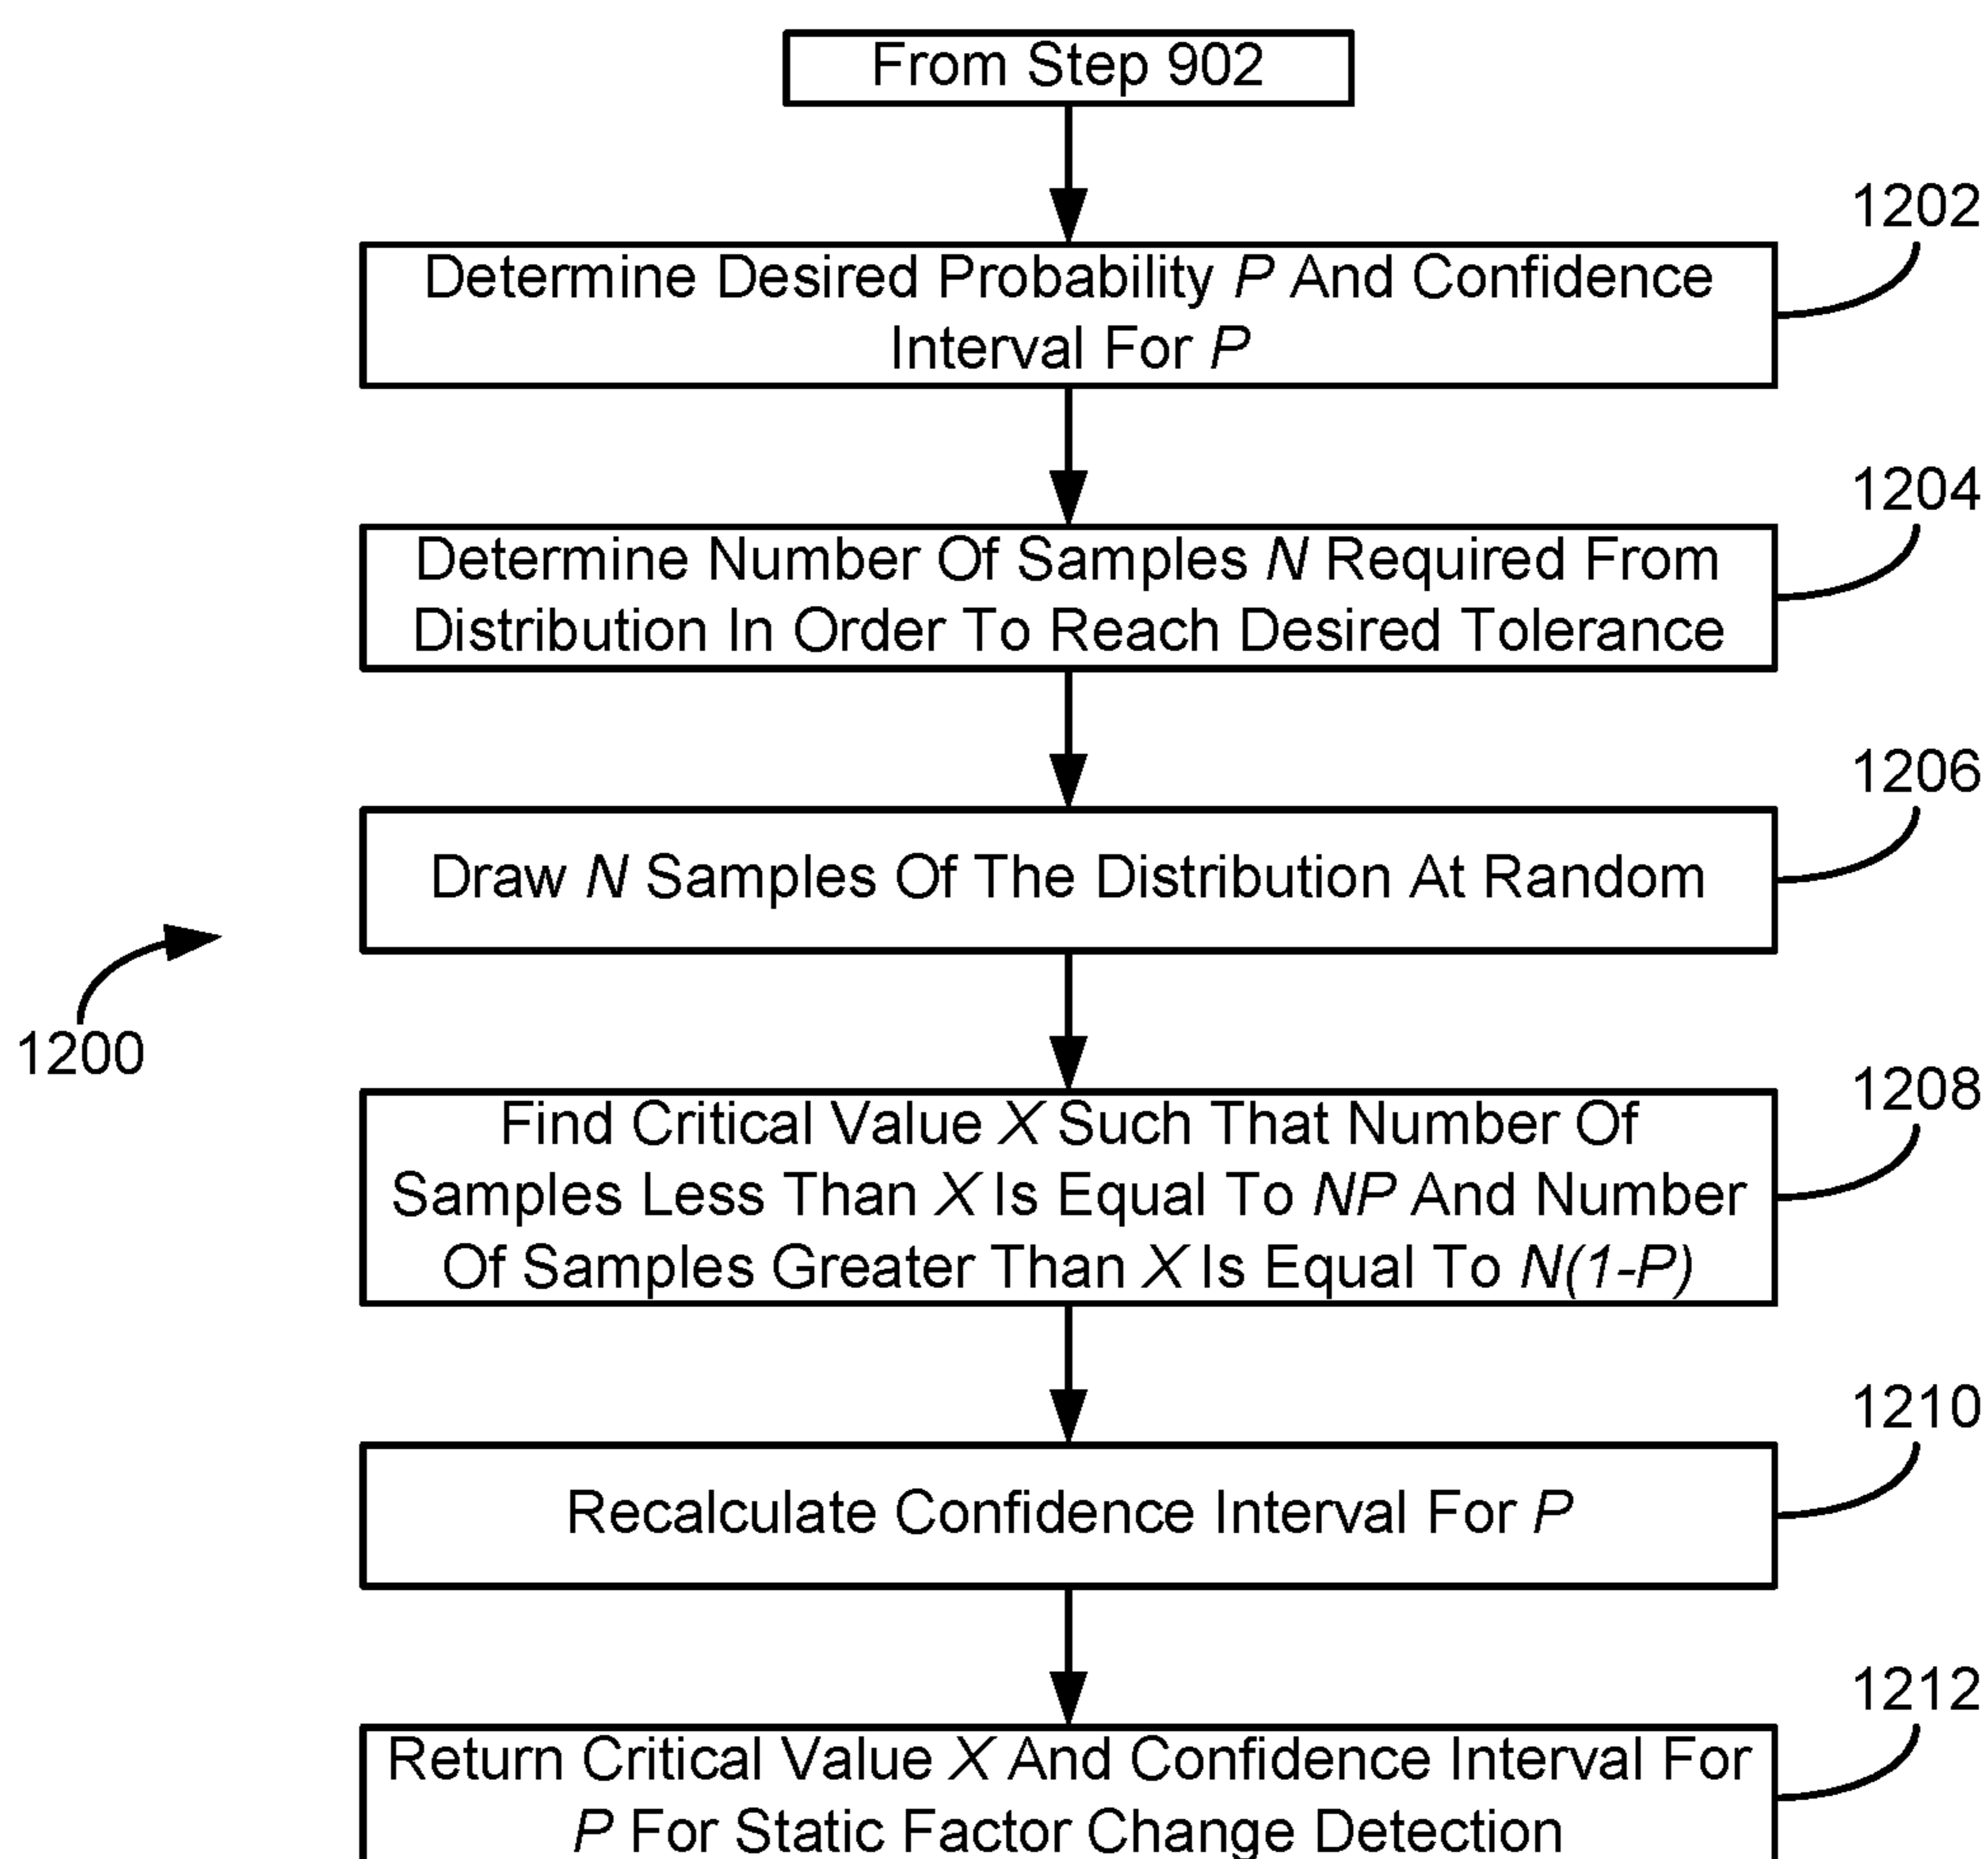 From Step 902
1202
Determine Desired Probability P And Confidence
Interval For P
1204
Determine Number Of Samples N Required From
Distribution In Order To Reach Desired Tolerance
1206
Draw N Samples Of The Distribution At Random
1200
1208
Find Critical Value X Such That Number Of
Samples Less Than X Is Equal To NP And Number
Of Samples Greater Than X Is Equal To N(1-P)
1210
Recalculate Confidence Interval For P
1212
Return Critical Value X And Confidence Interval For
P For Static Factor Change Detection